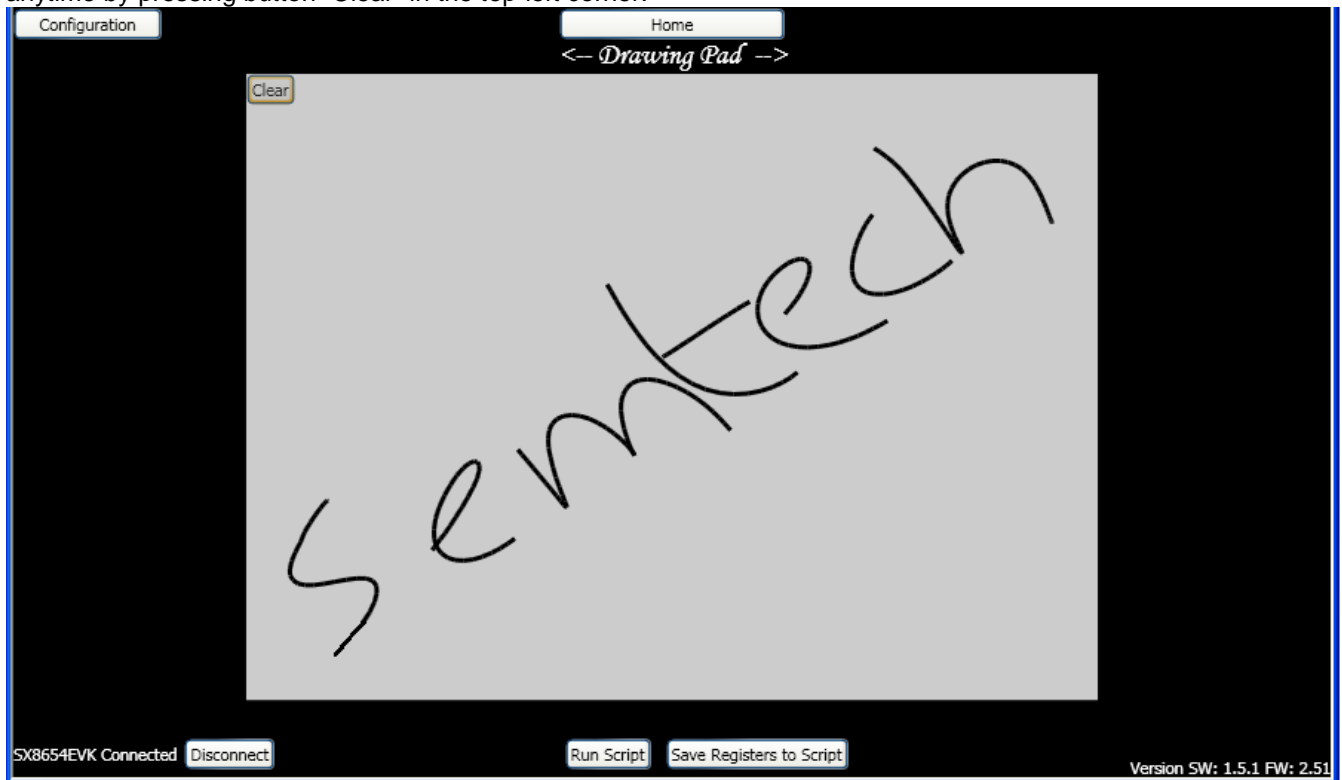 anytime by pressing button "Clear" in the top-left corner.
Configuration
Home
<-- Drawing Pad -->
Clear
semtech
SX8654EVK Connected
Disconnect
Run Script
Save Registers to Script
Version SW: 1.5.1 FW: 2.51